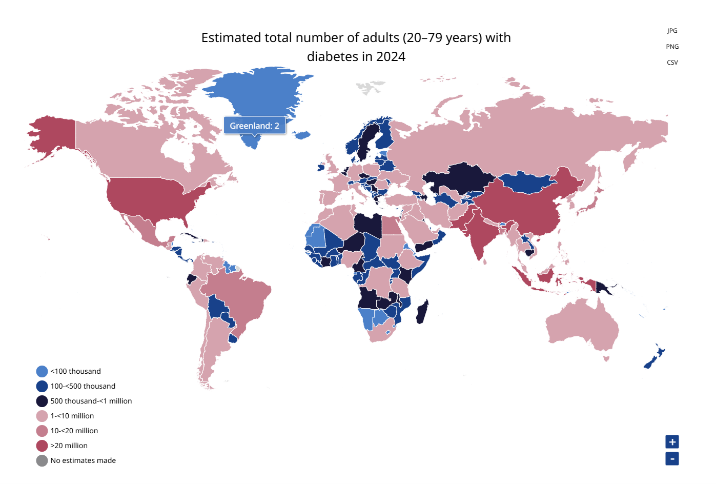 Estimated total number of adults (20–79 years) with
diabetes in 2024
JPG
PNG
CSV
Greenland: 2
<100 thousand
100-<500 thousand
500 thousand-<1 million
1-<10 million
10-<20 million
>20 million
No estimates made
+
-